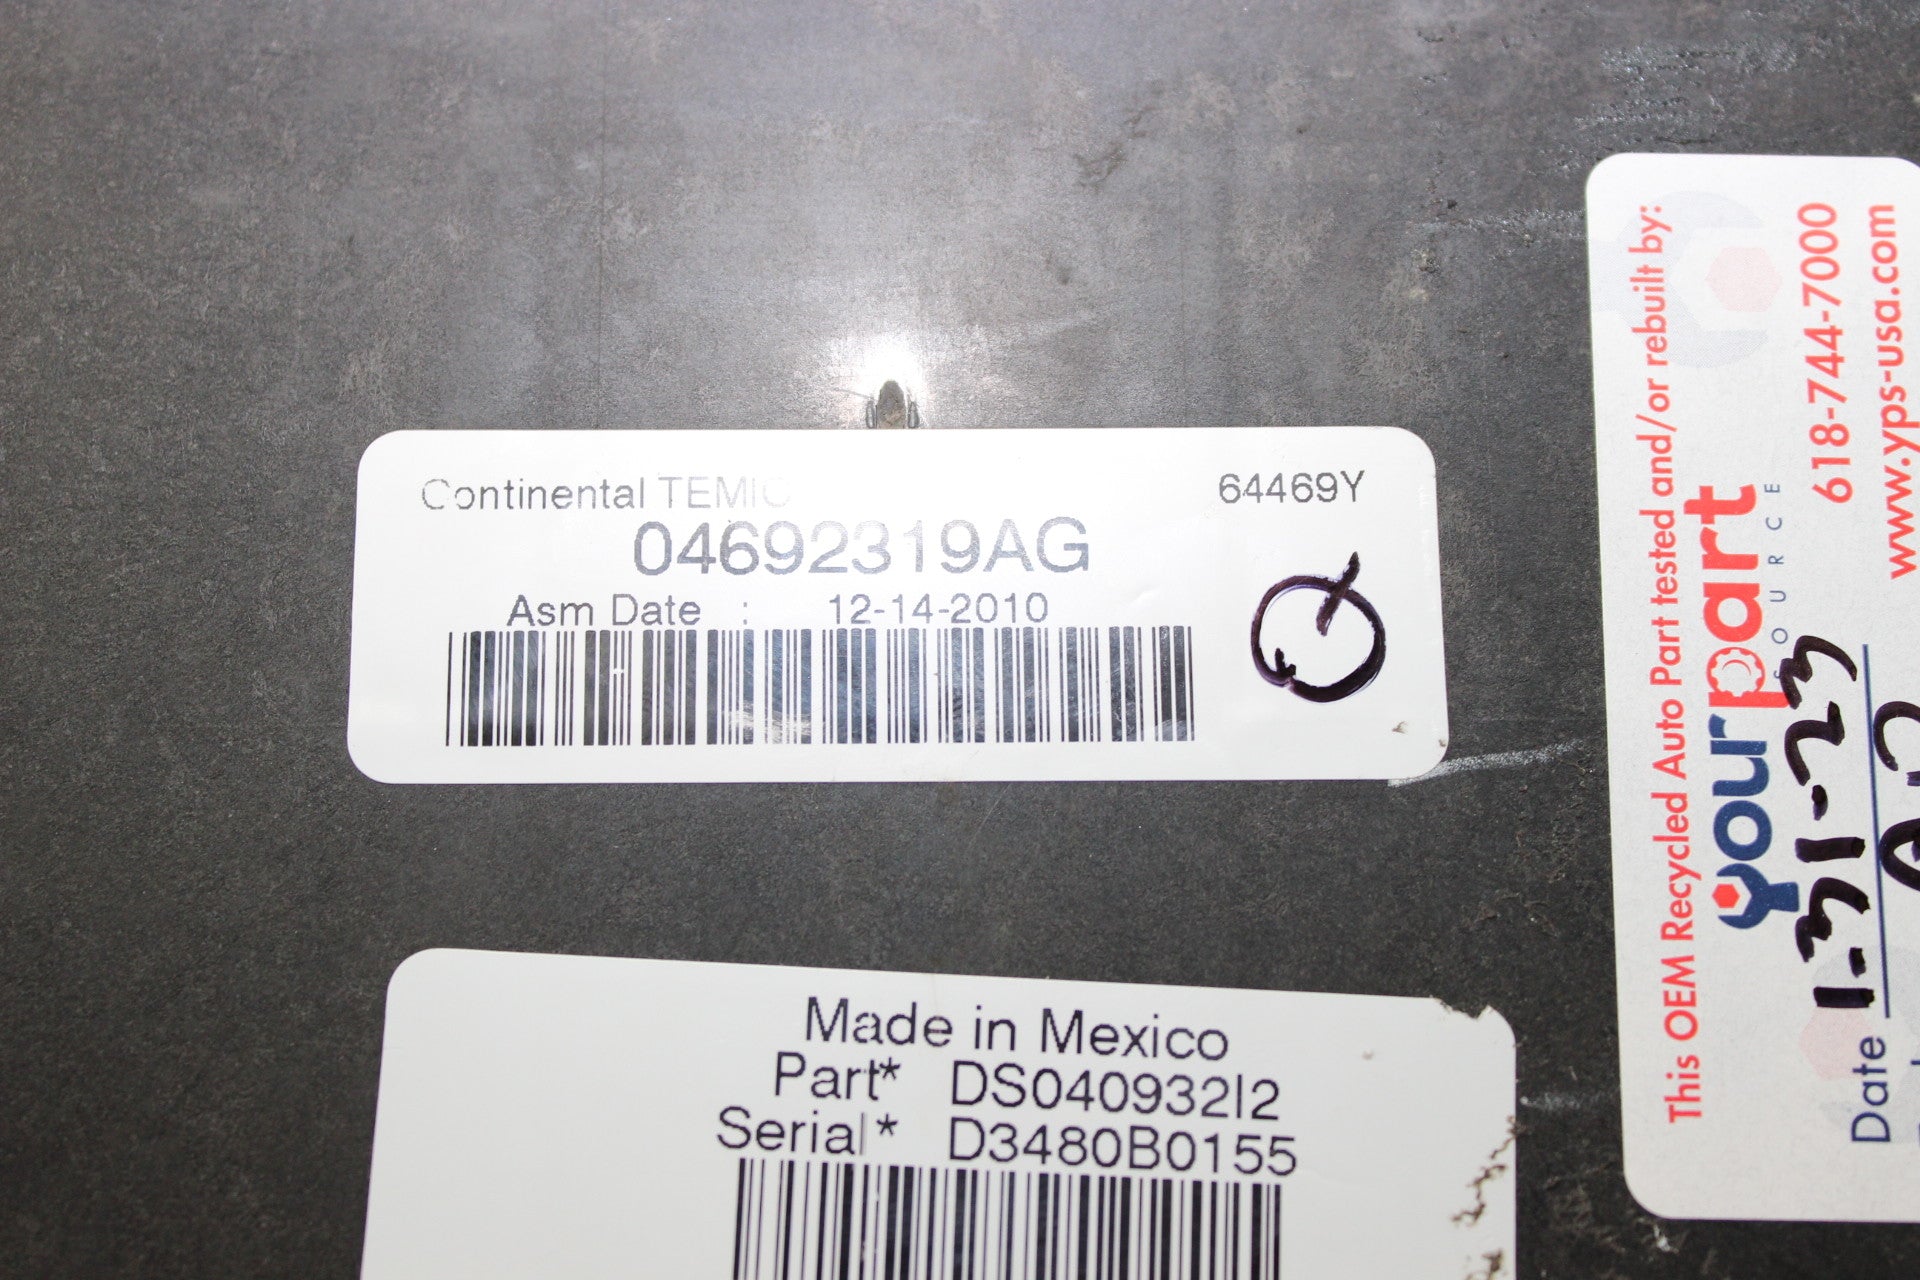 Continental TEMIC 64469Y
04692319AG
Asm Date : 12-14-2010
Made in Mexico
Part* DS040932I2
Serial* D3480B0155
This OEM Recycled Auto Part tested and/or rebuilt by:
yourpart
SOURCE
618-744-7000
www.yps-usa.com
Date 1-31-23